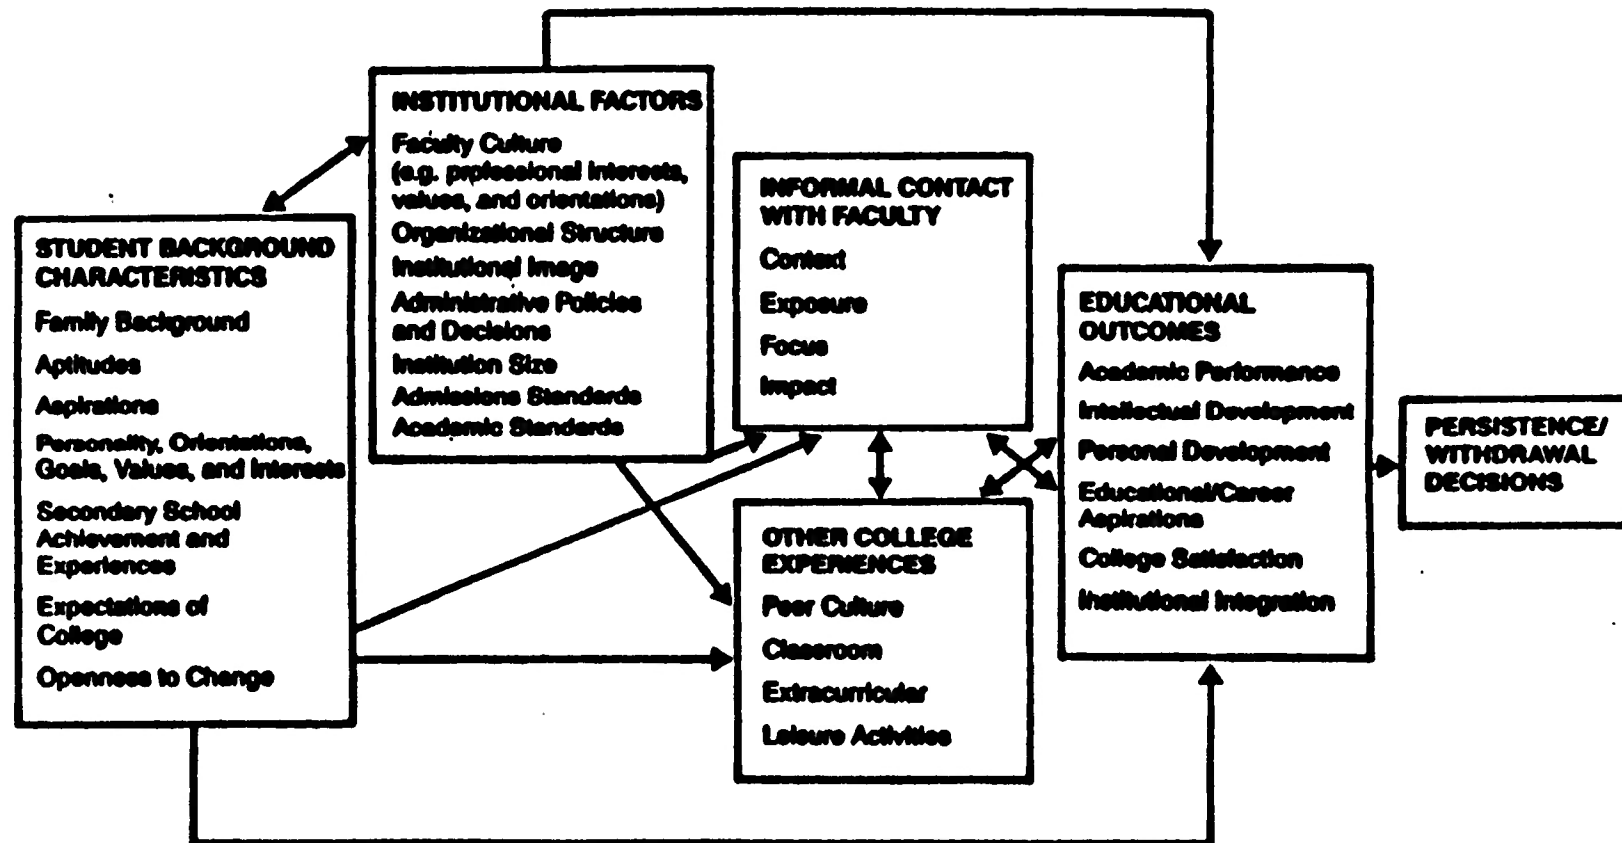 INSTITUTIONAL FACTORS
Faculty Culture
(e.g. professional interests,
values, and orientations)
Organizational Structure
Institutional Image
Administrative Policies
and Decisions
Institution Size
Admissions Standards
Academic Standards
STUDENT BACKGROUND
CHARACTERISTICS
Family Background
Aptitudes
Aspirations
Personality, Orientations,
Goals, Values, and Interests
Secondary School
Achievement and
Experiences
Expectations of
College
Openness to Change
INFORMAL CONTACT
WITH FACULTY
Context
Exposure
Focus
Impact
OTHER COLLEGE
EXPERIENCES
Peer Culture
Classroom
Extracurricular
Leisure Activities
EDUCATIONAL
OUTCOMES
Academic Performance
Intellectual Development
Personal Development
Educational/Career
Aspirations
College Satisfaction
Institutional Integration
PERSISTENCE/
WITHDRAWAL
DECISIONS